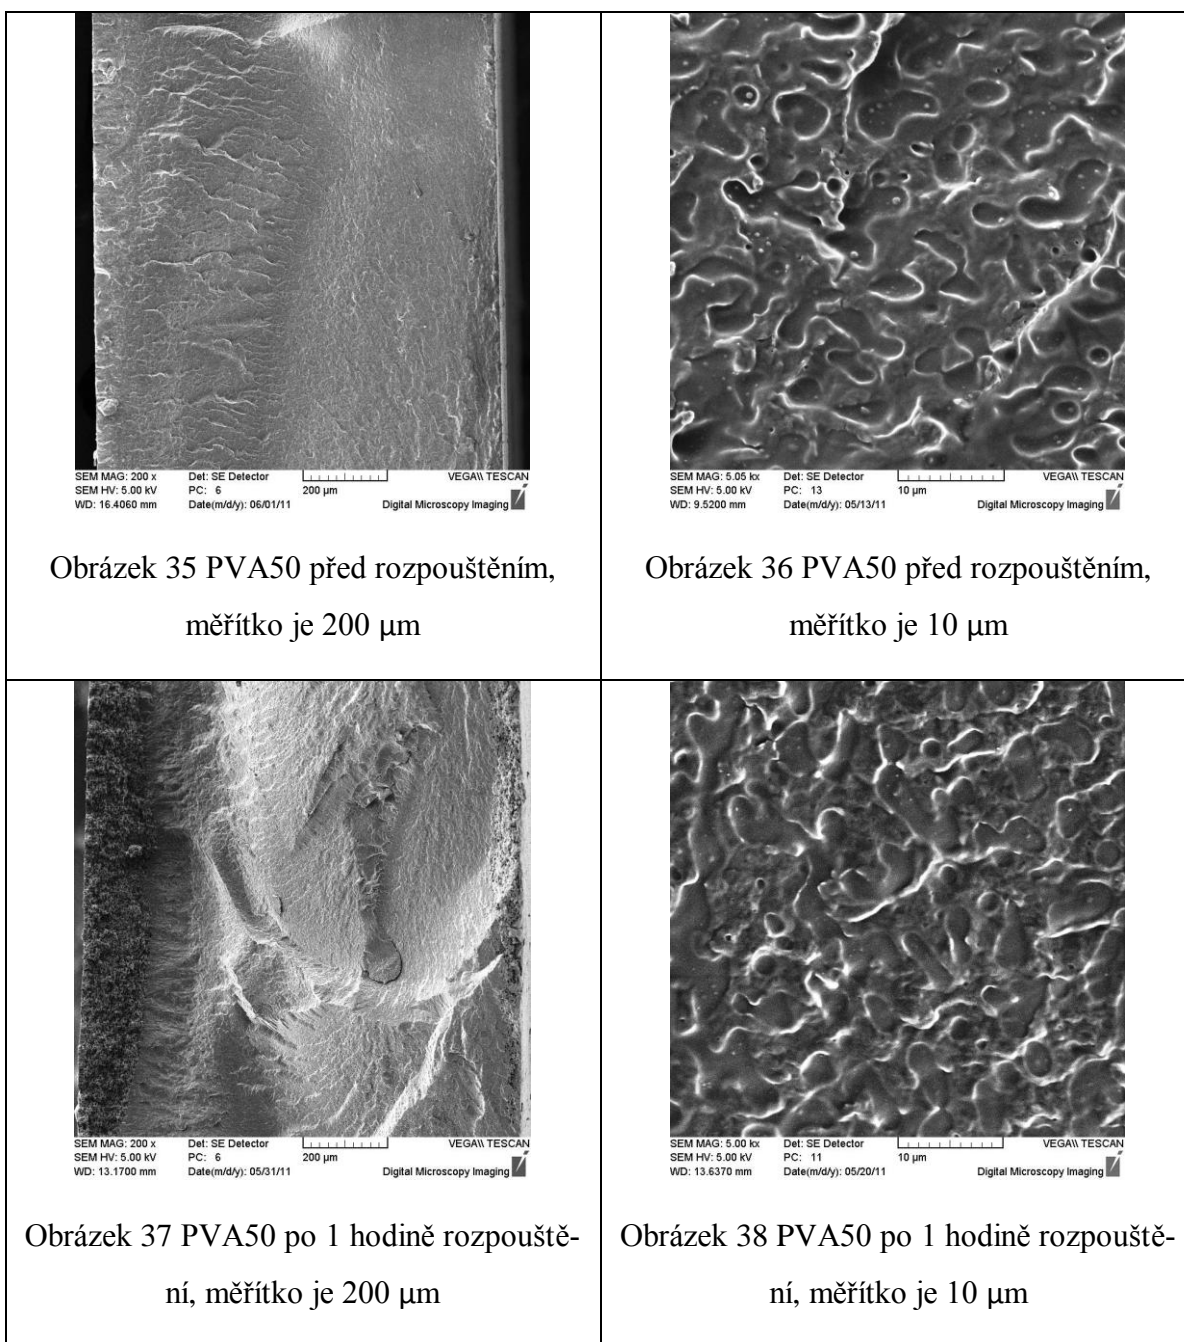 SEM MAG: 200 x Det: SE Detector VEGA\\ TESCAN
SEM HV: 5.00 kV PC: 6 200 µm
WD: 16.4060 mm Date(m/d/y): 06/01/11 Digital Microscopy Imaging
Obrázek 35 PVA50 před rozpouštěním,
měřítko je 200 µm
SEM MAG: 5.05 kx Det: SE Detector VEGA\\ TESCAN
SEM HV: 5.00 kV PC: 13 10 µm
WD: 9.5200 mm Date(m/d/y): 05/13/11 Digital Microscopy Imaging
Obrázek 36 PVA50 před rozpouštěním,
měřítko je 10 µm
SEM MAG: 200 x Det: SE Detector VEGA\\ TESCAN
SEM HV: 5.00 kV PC: 6 200 µm
WD: 13.1700 mm Date(m/d/y): 05/31/11 Digital Microscopy Imaging
Obrázek 37 PVA50 po 1 hodině rozpouště-
ní, měřítko je 200 µm
SEM MAG: 5.00 kx Det: SE Detector VEGA\\ TESCAN
SEM HV: 5.00 kV PC: 11 10 µm
WD: 13.6370 mm Date(m/d/y): 05/20/11 Digital Microscopy Imaging
Obrázek 38 PVA50 po 1 hodině rozpouště-
ní, měřítko je 10 µm